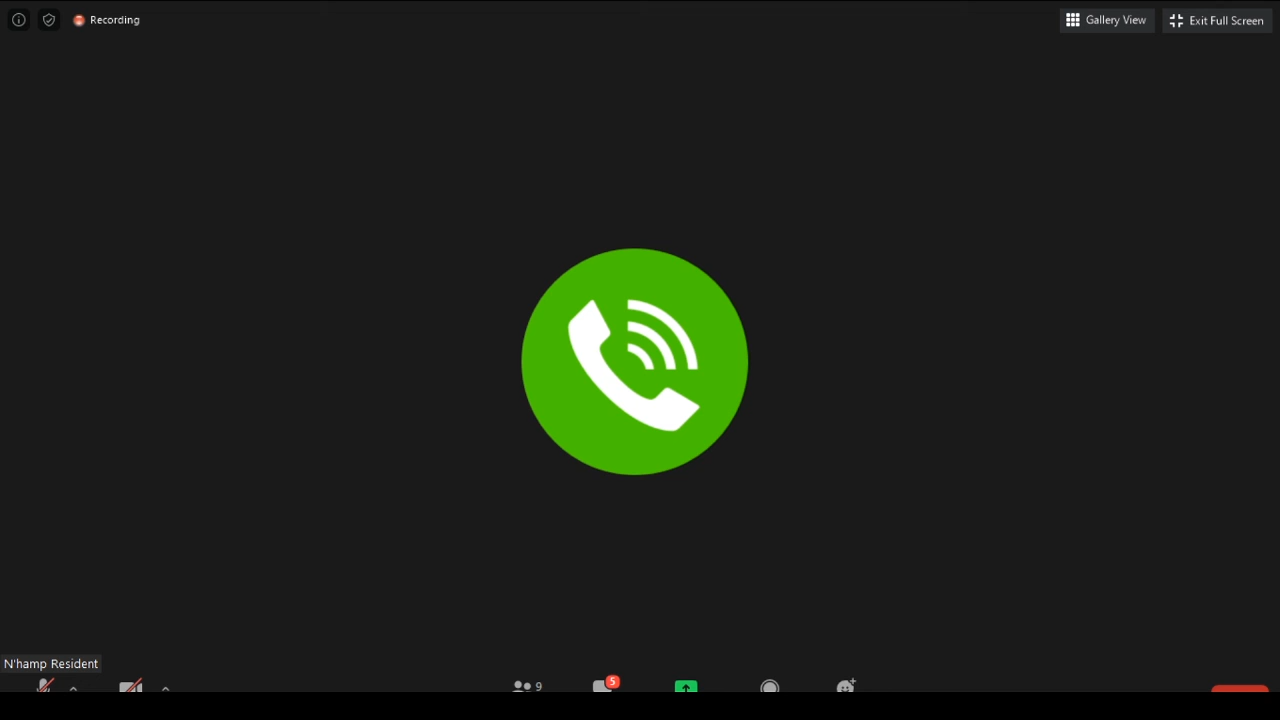 Recording
Gallery View
Exit Full Screen
N'hamp Resident
9
5